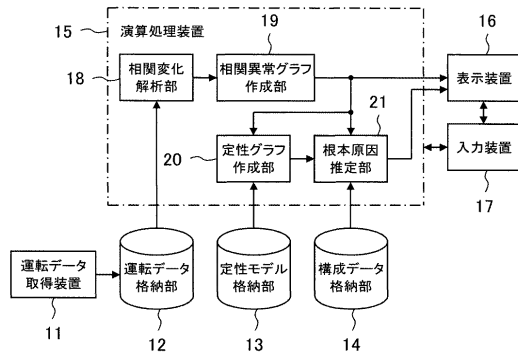 15
演算処理装置
19
16
18
相関変化
解析部
相関異常グラフ
作成部
表示装置
21
20
定性グラフ
作成部
根本原因
推定部
入力装置
17
運転データ
取得装置
運転データ
格納部
定性モデル
格納部
構成データ
格納部
11
12
13
14